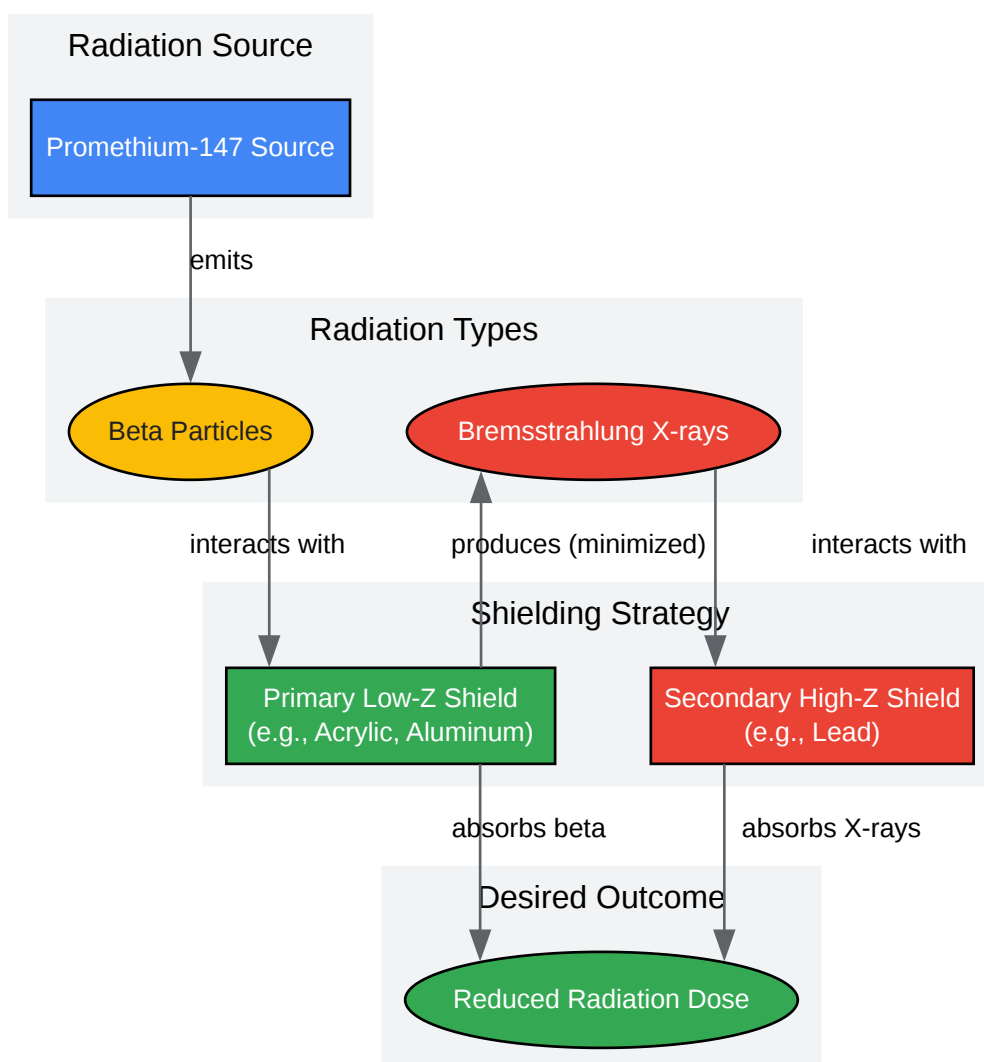 Radiation Source
Promethium-147 Source
emits
Radiation Types
Beta Particles
Bremsstrahlung X-rays
interacts with
produces (minimized)
interacts with
Shielding Strategy
Primary Low-Z Shield
(e.g., Acrylic, Aluminum)
Secondary High-Z Shield
(e.g., Lead)
absorbs beta
absorbs X-rays
Desired Outcome
Reduced Radiation Dose